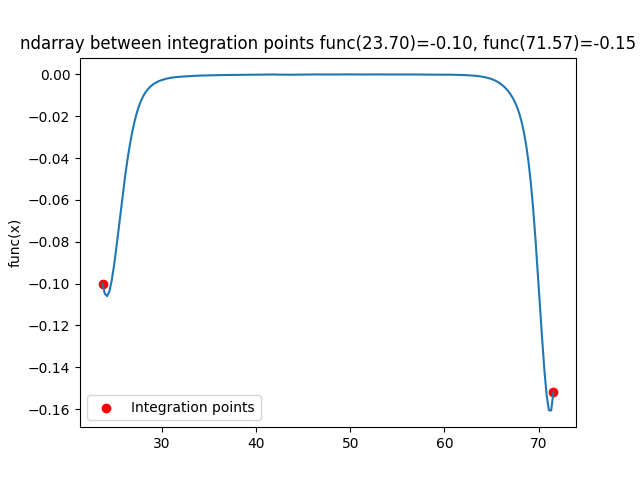 ndarray between integration points func(23.70)=-0.10, func(71.57)=-0.15
0.00
−0.02
−0.04
−0.06
−0.08
−0.10
−0.12
−0.14
−0.16
func(x)
Integration points
30 40 50 60 70